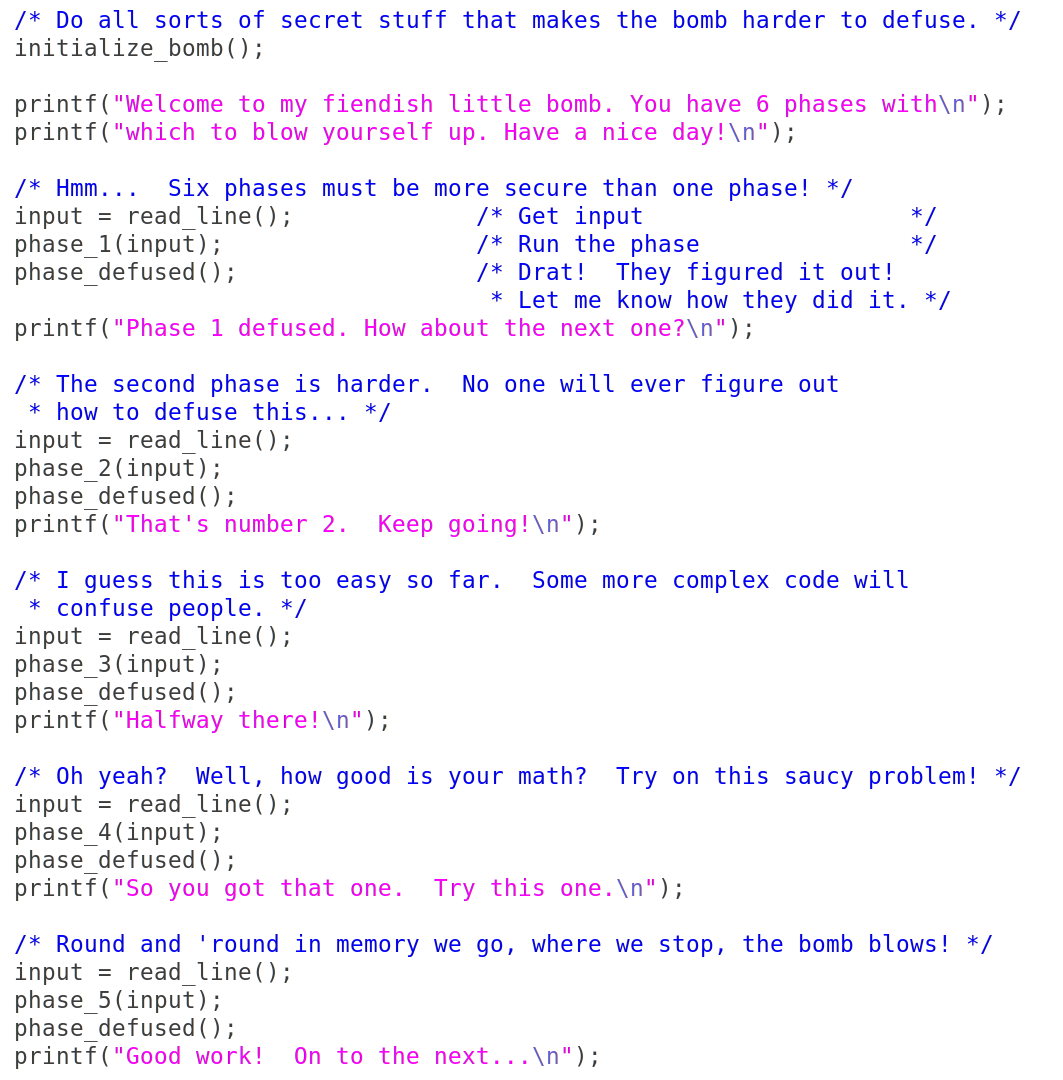 /* Do all sorts of secret stuff that makes the bomb harder to defuse. */
initialize_bomb();

printf("Welcome to my fiendish little bomb. You have 6 phases with\n");
printf("which to blow yourself up. Have a nice day!\n");

/* Hmm...  Six phases must be more secure than one phase! */
input = read_line();             /* Get input                   */
phase_1(input);                  /* Run the phase               */
phase_defused();                 /* Drat!  They figured it out!
                                  * Let me know how they did it. */
printf("Phase 1 defused. How about the next one?\n");

/* The second phase is harder.  No one will ever figure out
 * how to defuse this... */
input = read_line();
phase_2(input);
phase_defused();
printf("That's number 2.  Keep going!\n");

/* I guess this is too easy so far.  Some more complex code will
 * confuse people. */
input = read_line();
phase_3(input);
phase_defused();
printf("Halfway there!\n");

/* Oh yeah?  Well, how good is your math?  Try on this saucy problem! */
input = read_line();
phase_4(input);
phase_defused();
printf("So you got that one.  Try this one.\n");

/* Round and 'round in memory we go, where we stop, the bomb blows! */
input = read_line();
phase_5(input);
phase_defused();
printf("Good work!  On to the next...\n");